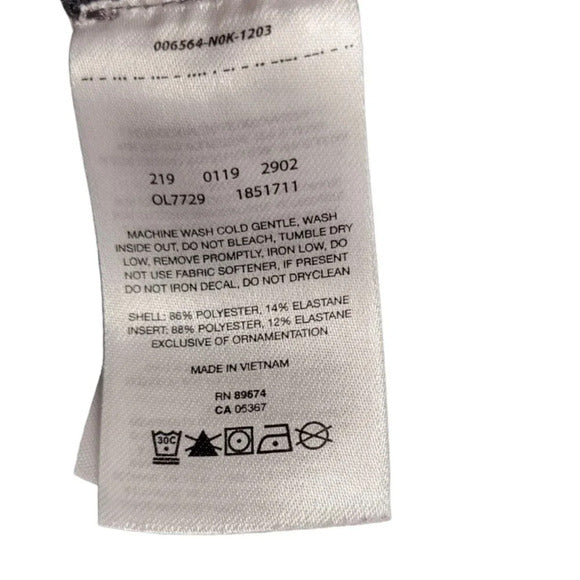 006564-N0K-1203
219 0119 2902
OL7729 1851711
MACHINE WASH COLD GENTLE, WASH
INSIDE OUT, DO NOT BLEACH, TUMBLE DRY
LOW, REMOVE PROMPTLY, IRON LOW, DO
NOT USE FABRIC SOFTENER, IF PRESENT
DO NOT IRON DECAL, DO NOT DRYCLEAN
SHELL: 86% POLYESTER, 14% ELASTANE
INSERT: 88% POLYESTER, 12% ELASTANE
EXCLUSIVE OF ORNAMENTATION
MADE IN VIETNAM
RN 89674
CA 05367
30C